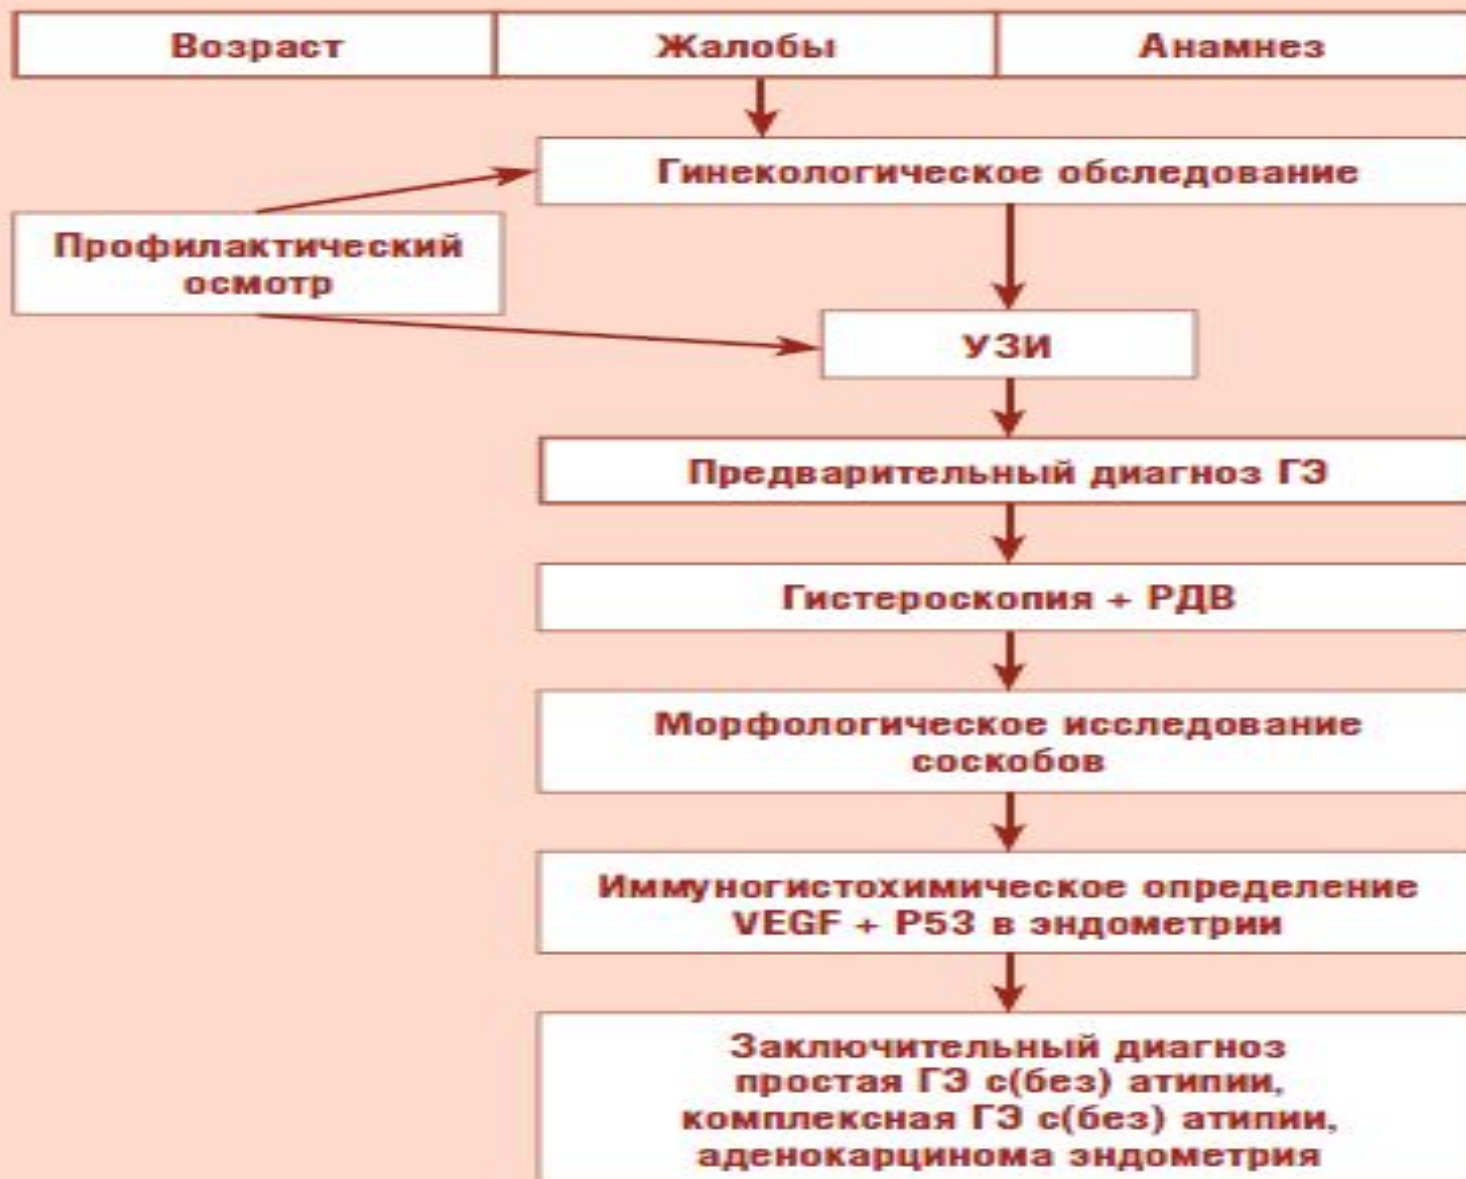 Возраст
Жалобы
Анамнез
Гинекологическое обследование
Профилактический
осмотр
УЗИ
Предварительный диагноз ГЭ
Гистероскопия + РДВ
Морфологическое исследование
соскобов
Иммуногистохимическое определение
VEGF + P53 в эндометрии
Заключительный диагноз
простая ГЭ с(без) атипии,
комплексная ГЭ с(без) атипии,
аденокарцинома эндометрия